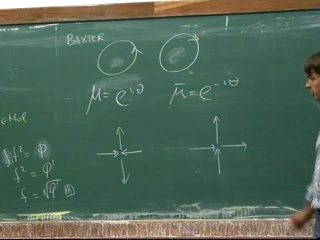 BAXTER
μ = e^{iθ} μ̄ = e^{-iθ}
f² = P
f² = P'
f = √P'